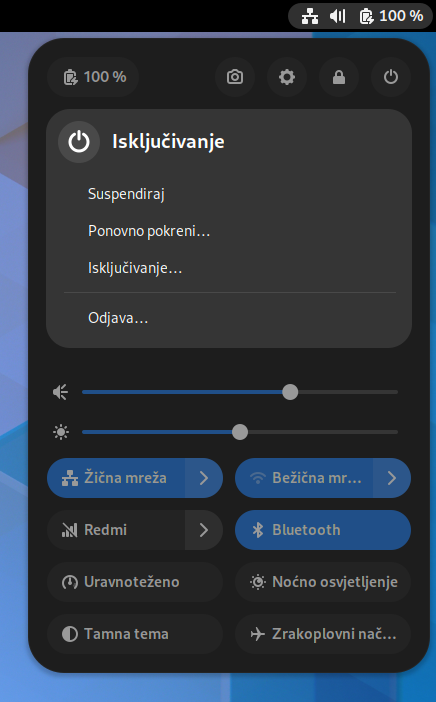 100 %
100 %
Isključivanje
Suspendiraj
Ponovno pokreni…
Isključivanje…
Odjava…
Žična mreža
Bežična mr…
Redmi
Bluetooth
Uravnoteženo
Noćno osvjetljenje
Tamna tema
Zrakoplovni nač…